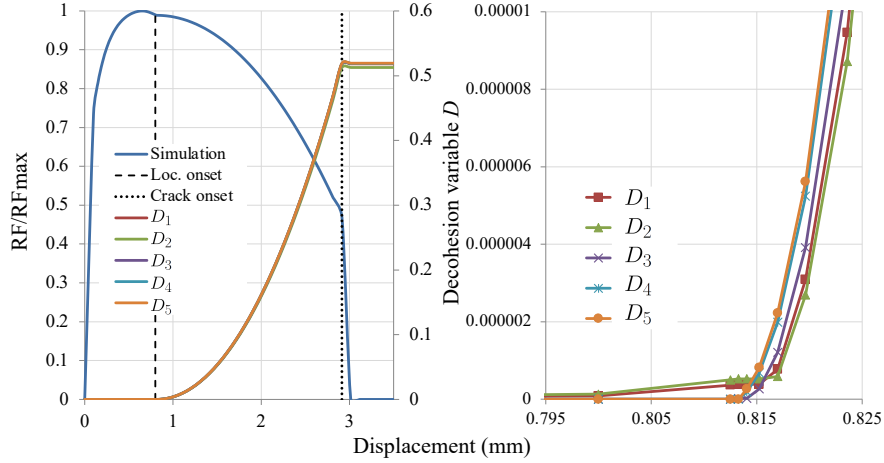 RF/RFmax
1
0.9
0.8
0.7
0.6
0.5
0.4
0.3
0.2
0.1
0
0 1 2 3
0.6
0.5
0.4
0.3
0.2
0.1
0
Simulation
Loc. onset
Crack onset
D1
D2
D3
D4
D5
Decohesion variable D
0.00001
0.000006
0.000004
0.000002
0
0.795 0.805 0.815 0.825
D1
D2
D3
D4
D5
Displacement (mm)